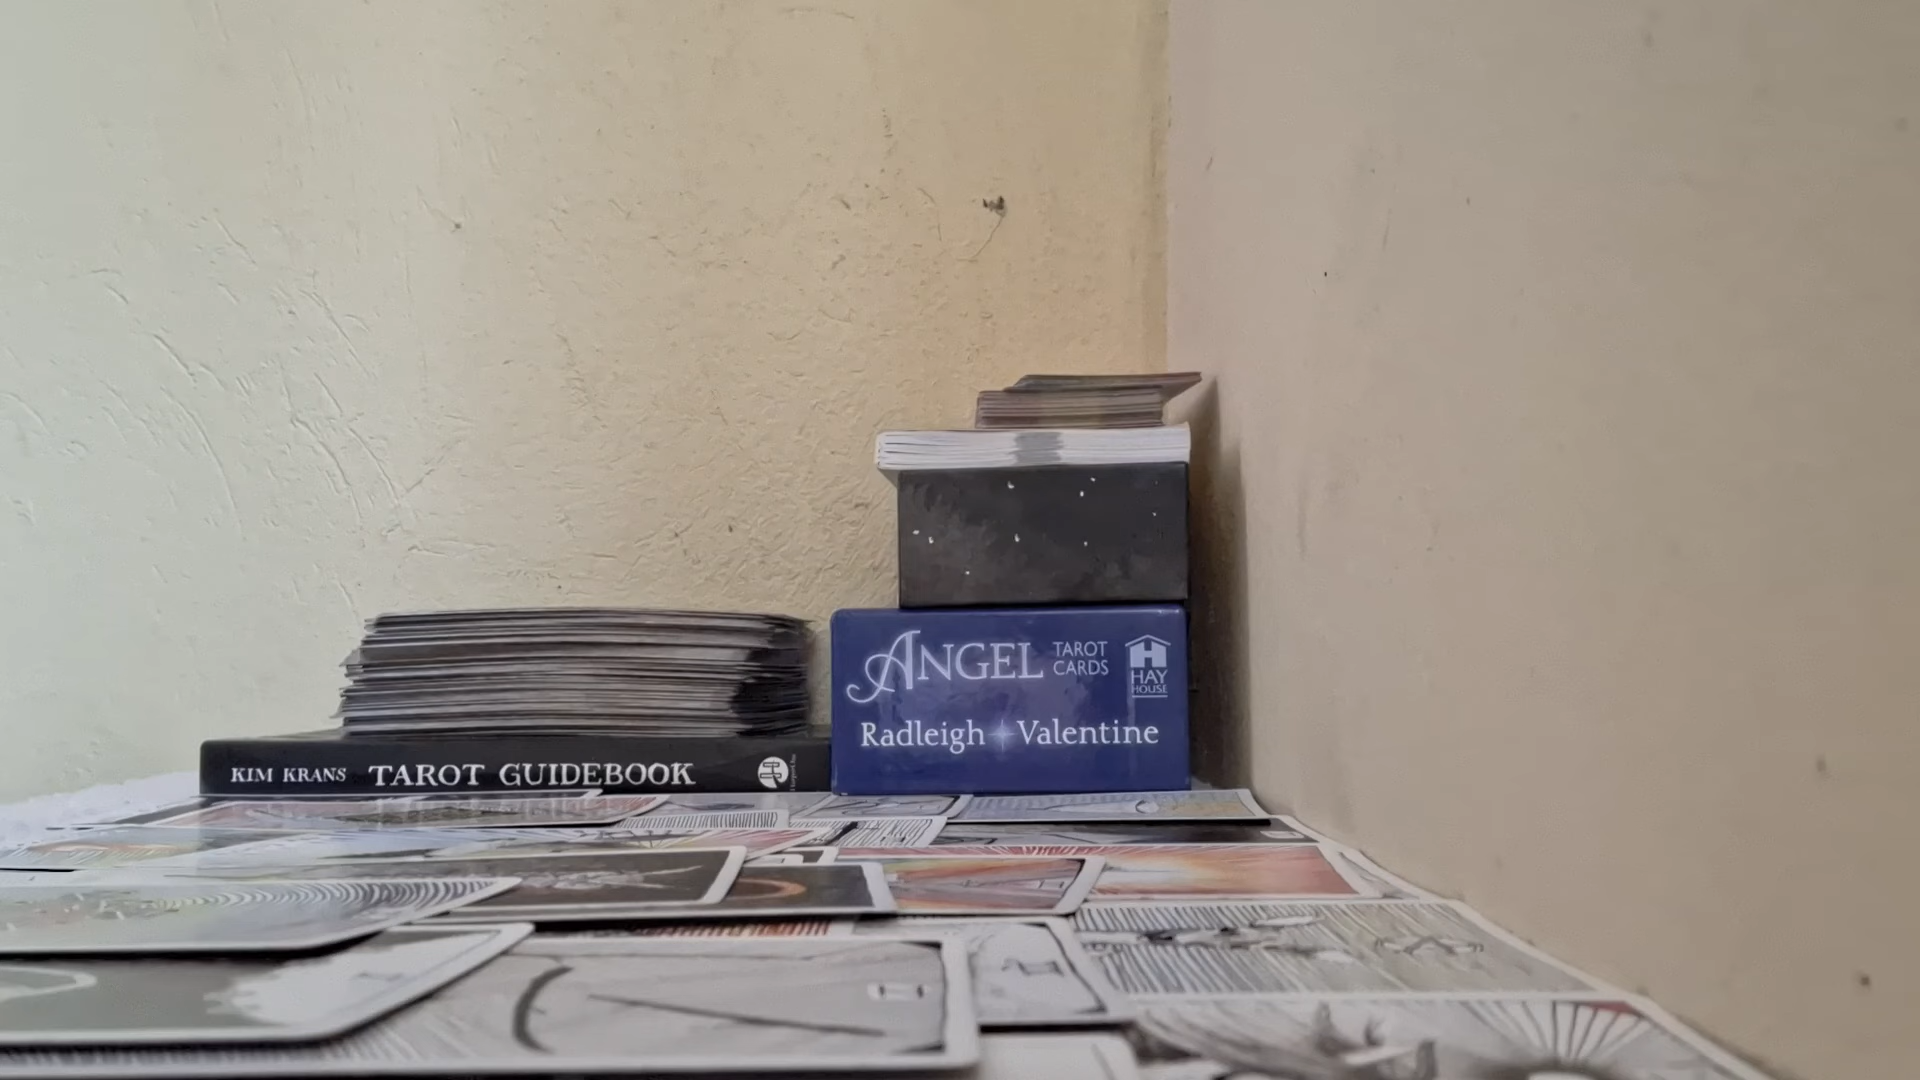 KIM KRANS TAROT GUIDEBOOK
ANGEL TAROT CARDS
HAY HOUSE
Radleigh Valentine